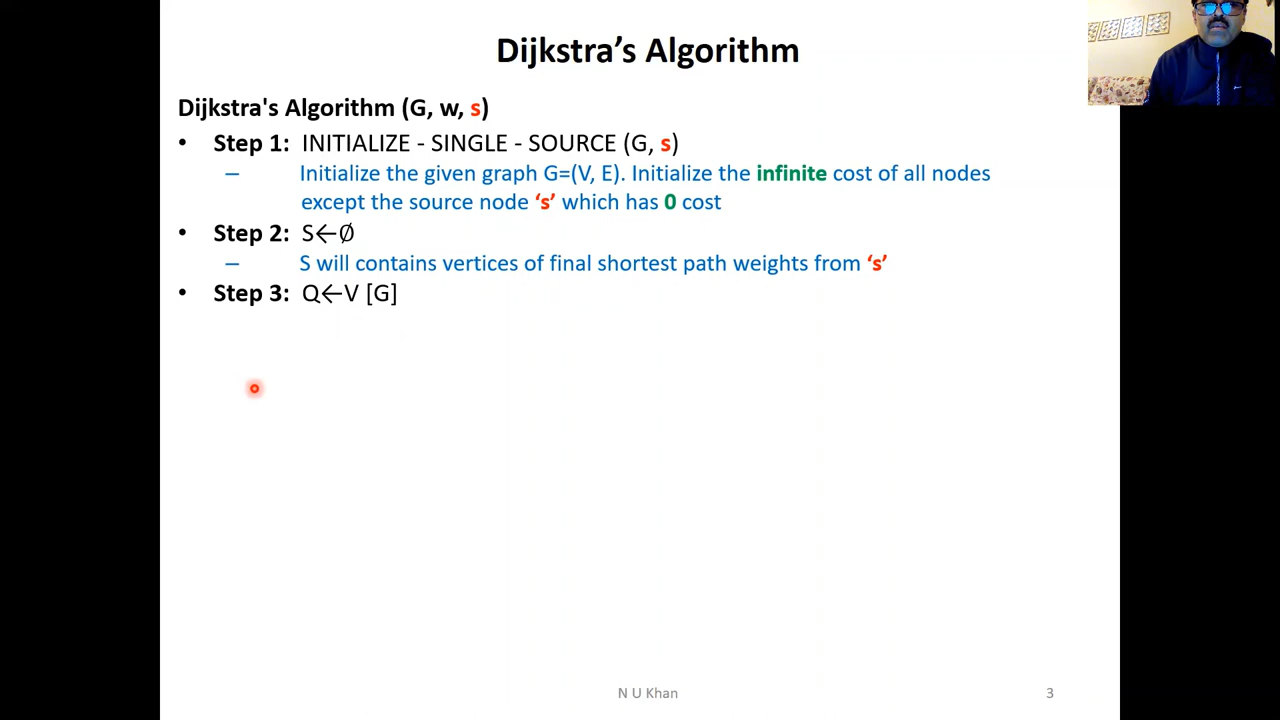 Dijkstra’s Algorithm
Dijkstra's Algorithm (G, w, s)
• Step 1: INITIALIZE - SINGLE - SOURCE (G, s)
– Initialize the given graph G=(V, E). Initialize the infinite cost of all nodes
except the source node ‘s’ which has 0 cost
• Step 2: S←∅
– S will contains vertices of final shortest path weights from ‘s’
• Step 3: Q←V [G]
N U Khan
3